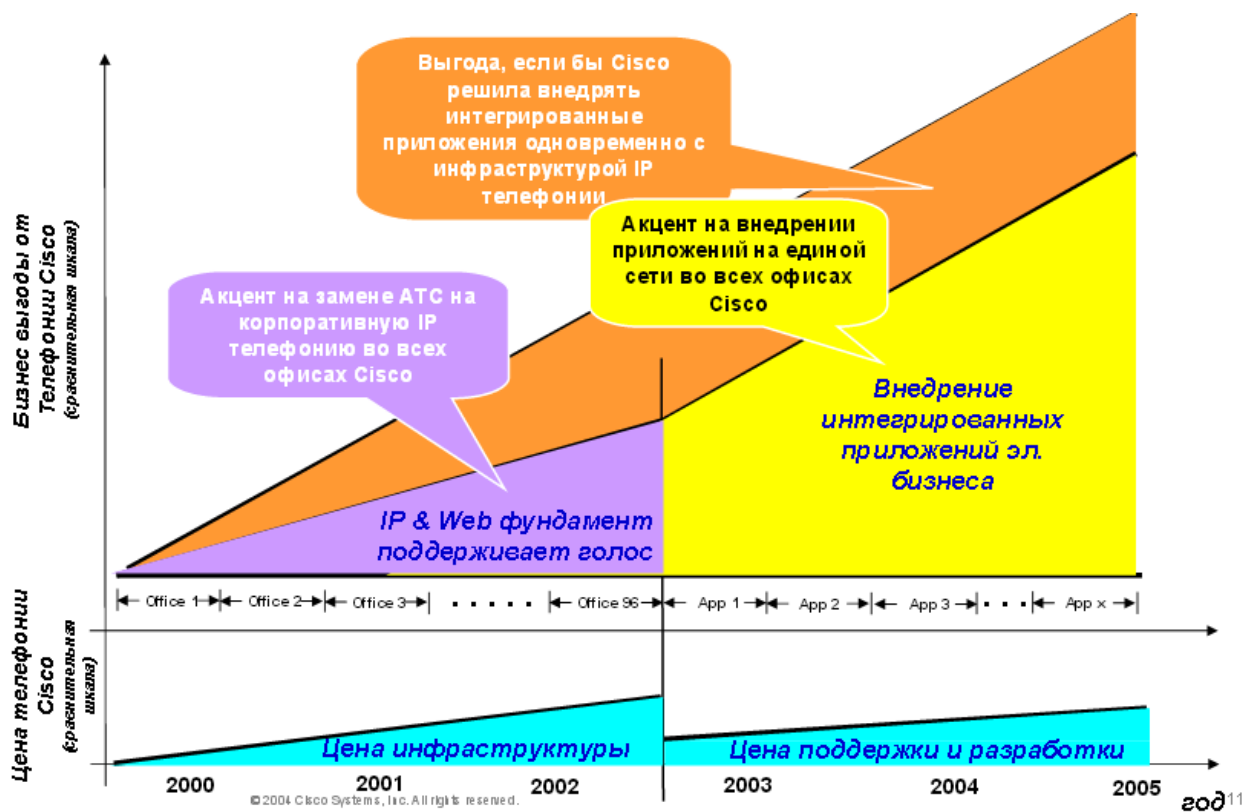 Выгода, если бы Cisco
решила внедрять
интегрированные
приложения одновременно с
инфраструктурой IP
телефонии
Акцент на внедрении
приложений на единой
сети во всех офисах
Cisco
Акцент на замене АТС на
корпоративную IP
телефонию во всех
офисах Cisco
Бизнес выгоды от
Телефонии Cisco
(сравнительная шкала)
Внедрение
интегрированных
приложений эл.
бизнеса
IP & Web фундамент
поддерживает голос
Office 1 Office 2 Office 3 ..... Office 96 App 1 App 2 App 3 .... App x
Цена телефонии
Cisco
(сравнительная
шкала)
Цена инфраструктуры
Цена поддержки и разработки
2000 2001 2002 2003 2004 2005
год
© 2004 Cisco Systems, Inc. All rights reserved.
11